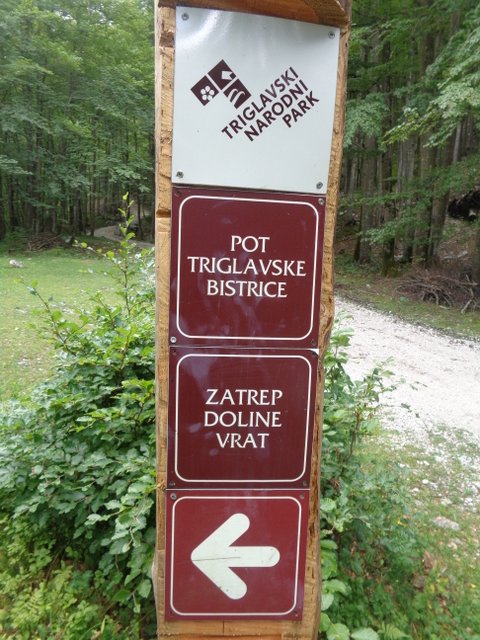 TRIGLAVSKI
NARODNI
PARK
POT
TRIGLAVSKE
BISTRICE
ZATREP
DOLINE
VRAT